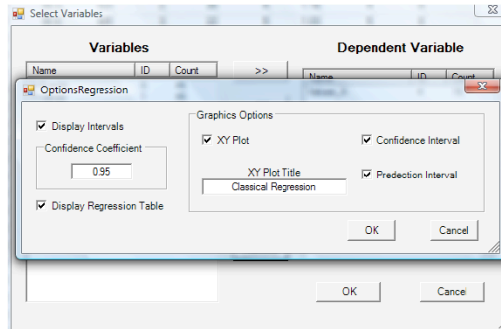 Select Variables
Variables
Dependent Variable
Name ID Count
>>
Name ID Count
OptionsRegression
Display Intervals
Confidence Coefficient
0.95
Display Regression Table
Graphics Options
XY Plot
Confidence Interval
XY Plot Title
Classical Regression
Predection Interval
OK
Cancel
OK
Cancel